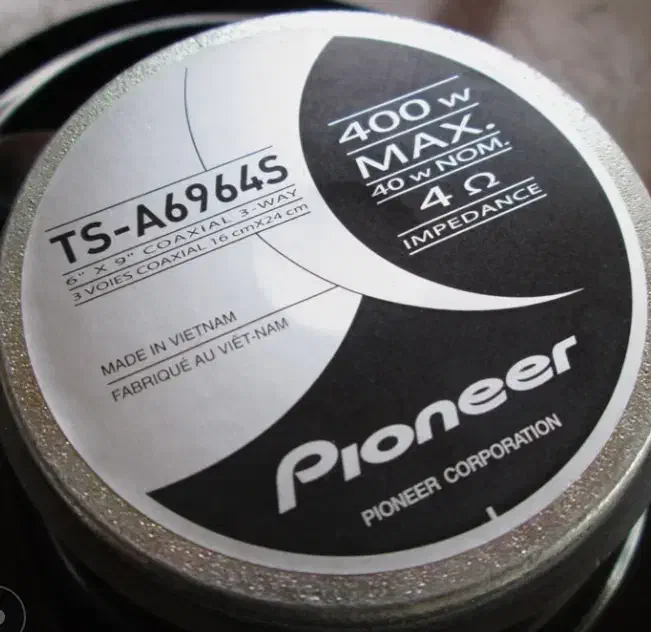 TS-A6964S
6" X 9" COAXIAL 3-WAY
3 VOIES COAXIAL 16 cmX24 cm
MADE IN VIETNAM
FABRIQUÉ AU VIÊT-NAM
400 W
MAX.
40 W NOM.
4 Ω
IMPEDANCE
Pioneer
PIONEER CORPORATION